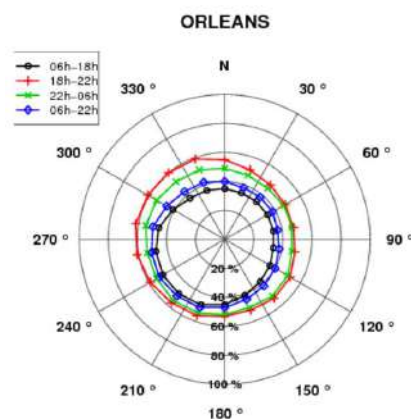 ORLEANS
06h-18h
18h-22h
22h-06h
06h-22h
N
30 °
60 °
90 °
120 °
150 °
180 °
210 °
240 °
270 °
300 °
330 °
20 %
40 %
60 %
80 %
100 %